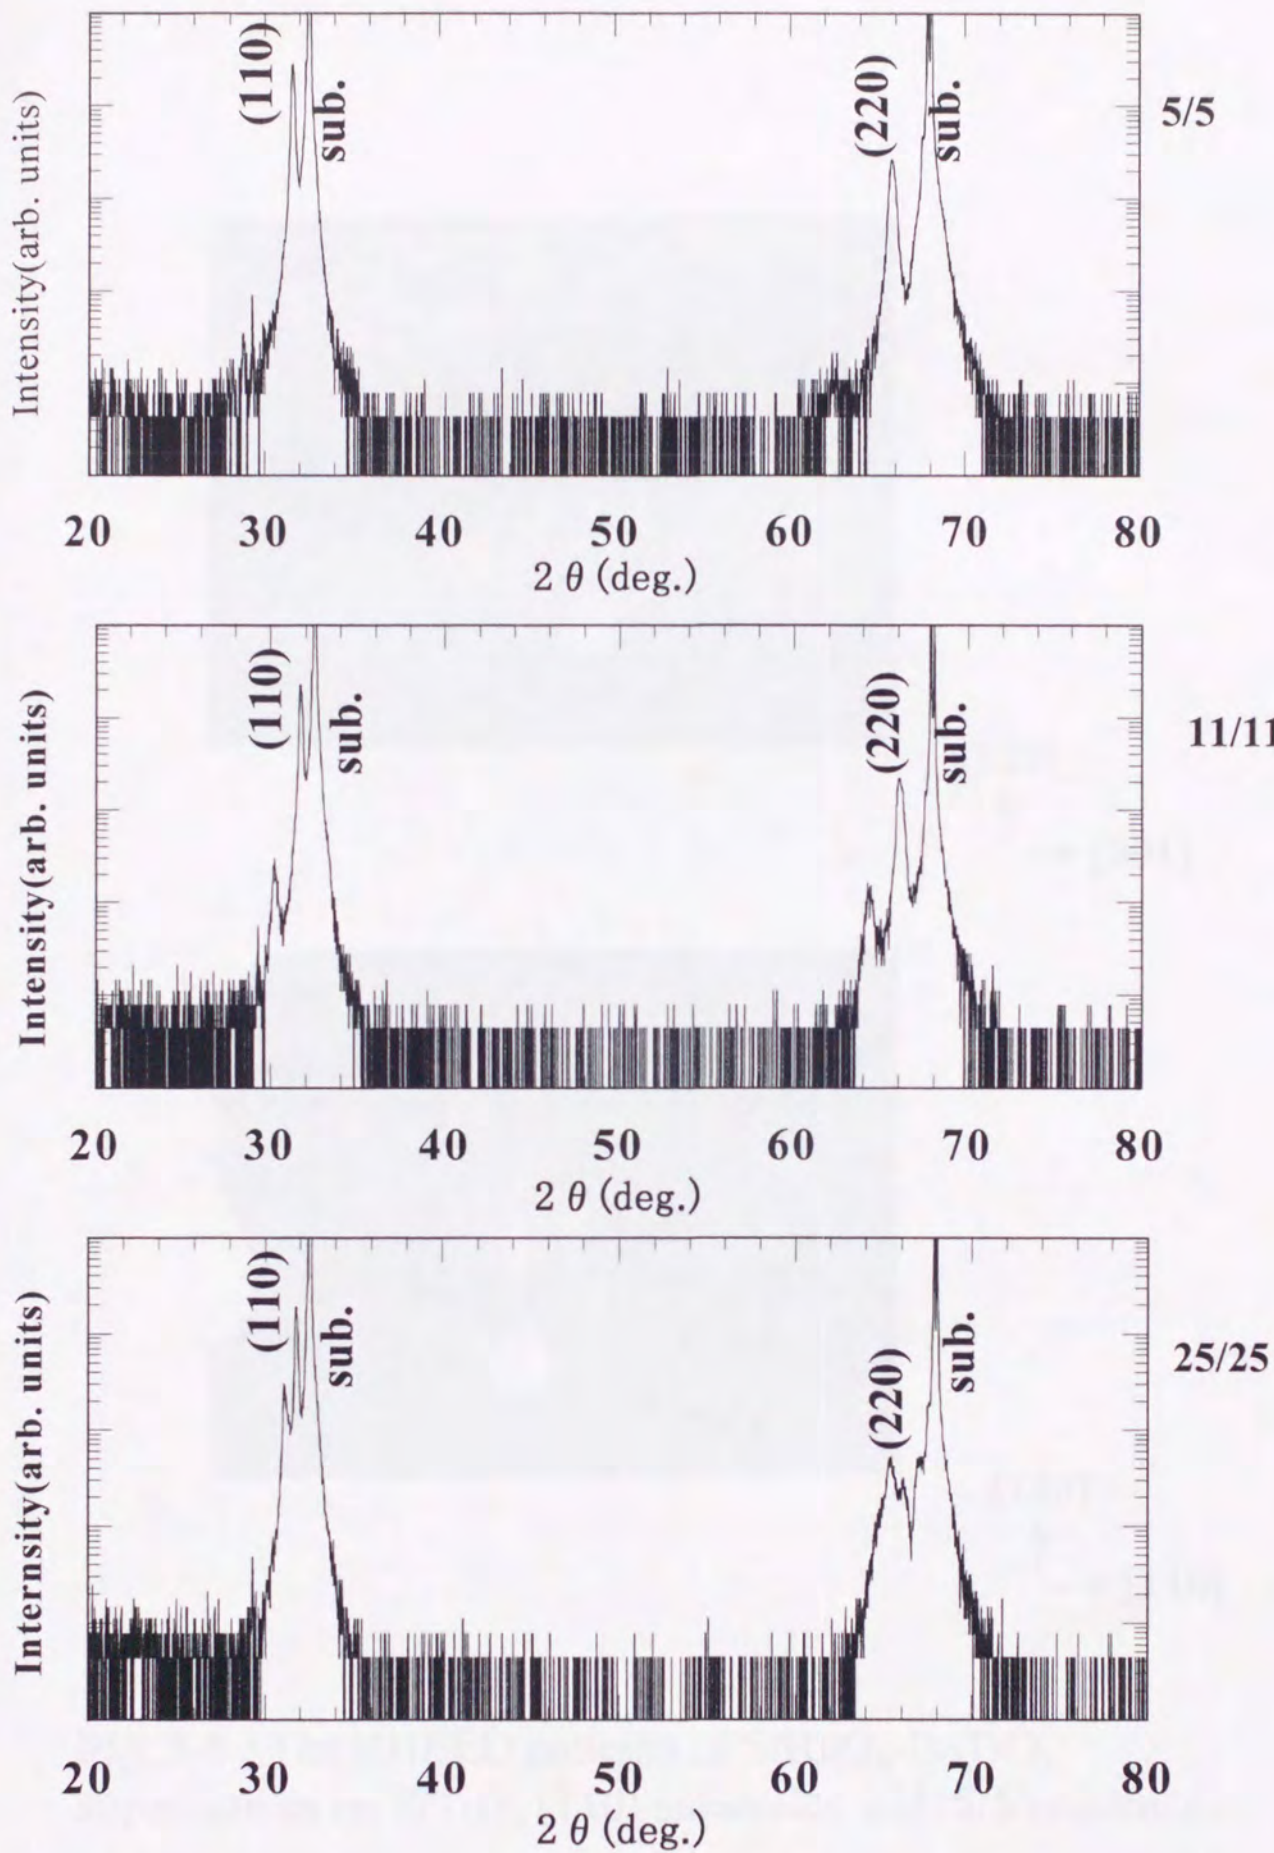 Intensity(arb. units)
(110)
sub.
(220)
sub.
5/5
20 30 40 50 60 70 80
2 θ (deg.)
Intensity(arb. units)
(110)
sub.
(220)
sub.
11/11
20 30 40 50 60 70 80
2 θ (deg.)
Internsity(arb. units)
(110)
sub.
(220)
sub.
25/25
20 30 40 50 60 70 80
2 θ (deg.)